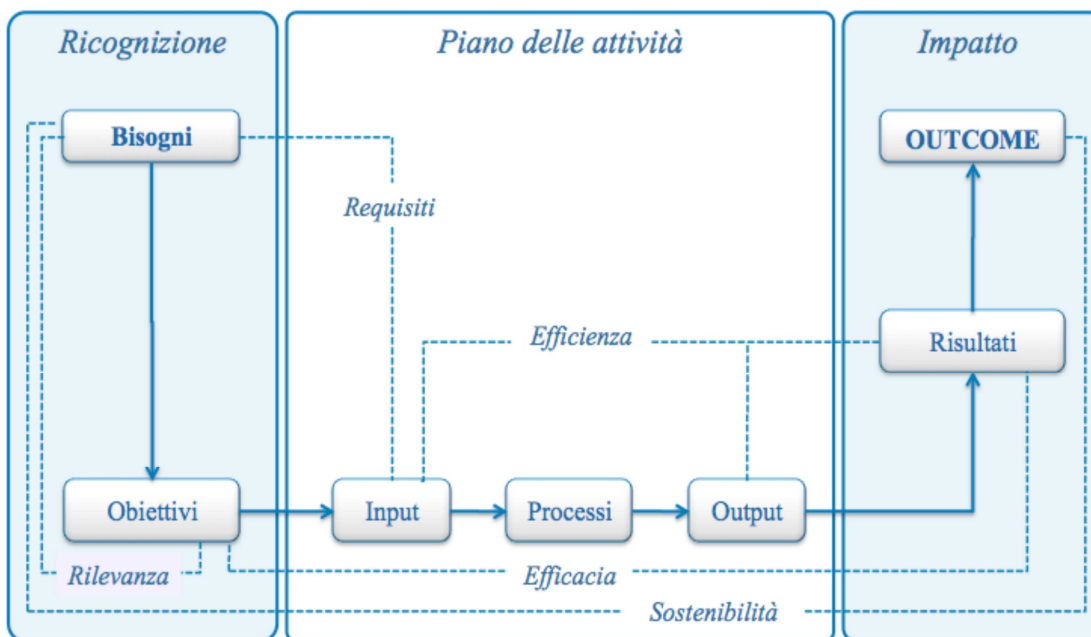 Ricognizione
Piano delle attività
Impatto
Bisogni
OUTCOME
Requisiti
Efficienza
Risultati
Obiettivi
Input
Processi
Output
Rilevanza
Efficacia
Sostenibilità